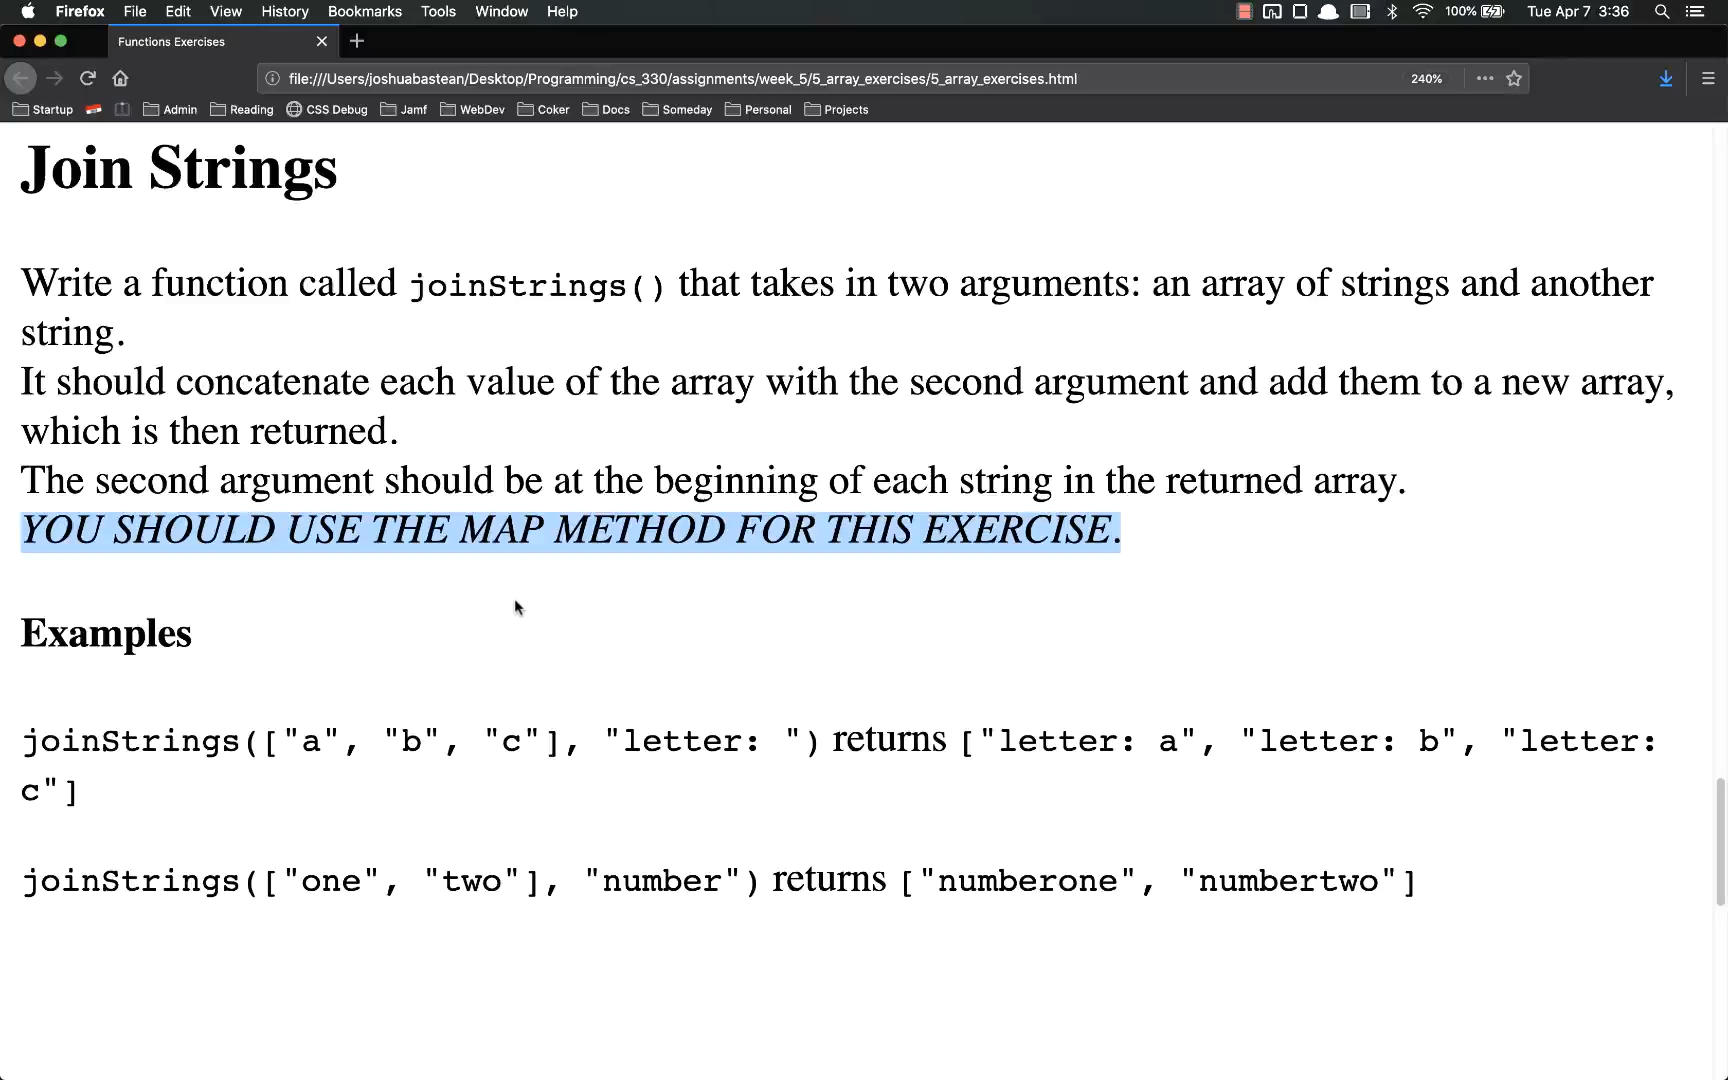 Firefox File Edit View History Bookmarks Tools Window Help 100% Tue Apr 7 3:36
Functions Exercises
file:///Users/joshuabastean/Desktop/Programming/cs_330/assignments/week_5/5_array_exercises/5_array_exercises.html 240%
Startup Admin Reading CSS Debug Jamf WebDev Coker Docs Someday Personal Projects
Join Strings
Write a function called joinStrings() that takes in two arguments: an array of strings and another
string.
It should concatenate each value of the array with the second argument and add them to a new array,
which is then returned.
The second argument should be at the beginning of each string in the returned array.
YOU SHOULD USE THE MAP METHOD FOR THIS EXERCISE.
Examples
joinStrings(["a", "b", "c"], "letter: ") returns ["letter: a", "letter: b", "letter:
c"]
joinStrings(["one", "two"], "number") returns ["numberone", "numbertwo"]